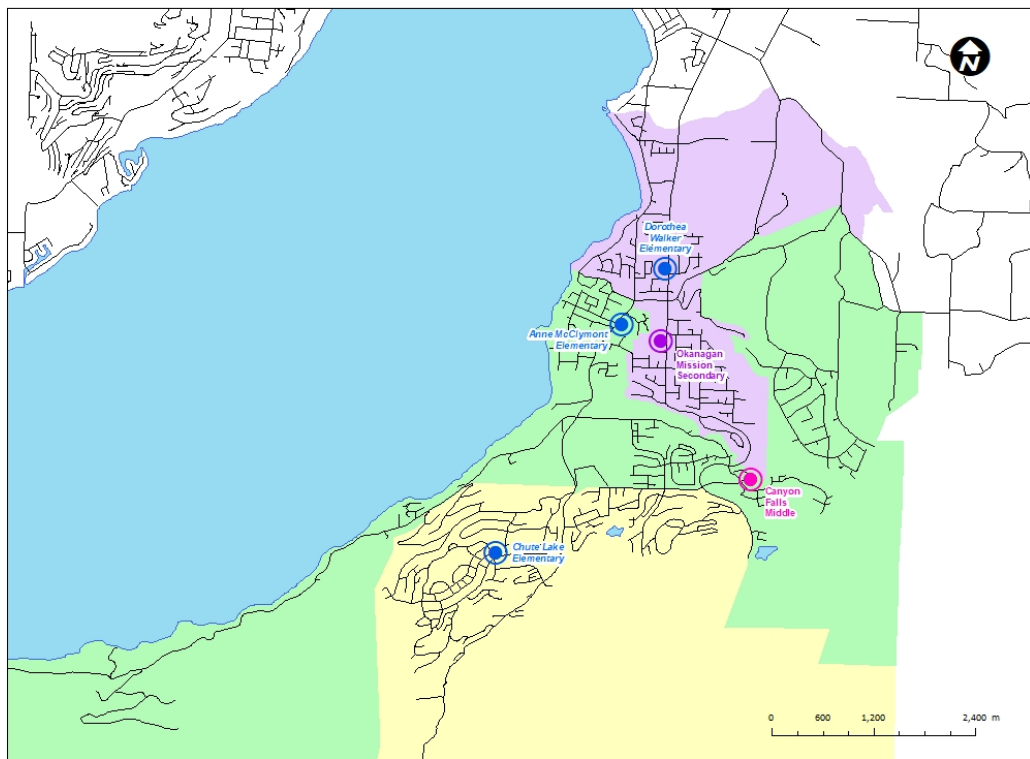 N
Dorothea
Walker
Elementary
Anne McClymont
Elementary
Okanagan
Mission
Secondary
Canyon
Falls
Middle
Chute Lake
Elementary
0 600 1,200 2,400 m